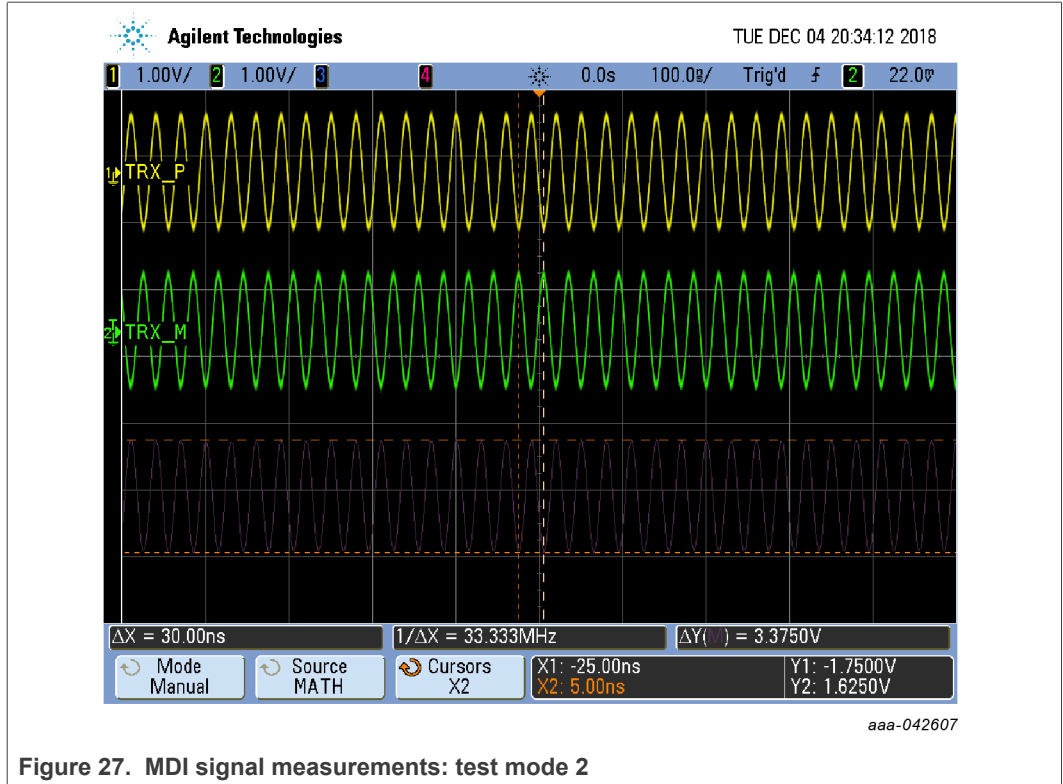 Agilent Technologies
TUE DEC 04 20:34:12 2018
1 1.00V/ 2 1.00V/ 3 4 0.0s 100.0ns/ Trig'd 2 22.0mV
1 TRX_P
2 TRX_M
ΔX = 30.00ns 1/ΔX = 33.333MHz ΔY(M) = 3.3750V
Mode Source Cursors X1: -25.00ns Y1: -1.7500V
Manual MATH X2 X2: 5.00ns Y2: 1.6250V
aaa-042607
Figure 27. MDI signal measurements: test mode 2